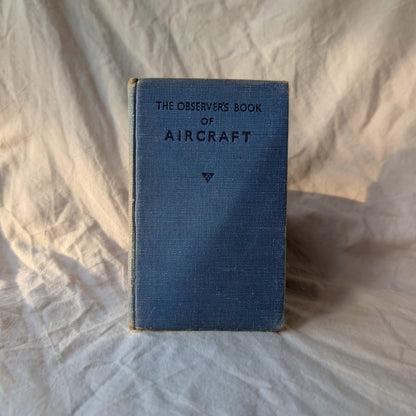 THE OBSERVER'S BOOK
OF
AIRCRAFT